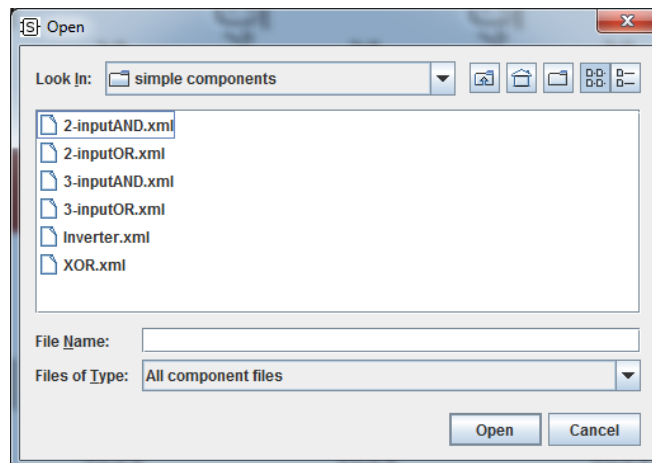 S Open
Look In: simple components
2-inputAND.xml
2-inputOR.xml
3-inputAND.xml
3-inputOR.xml
Inverter.xml
XOR.xml
File Name:
Files of Type: All component files
Open Cancel